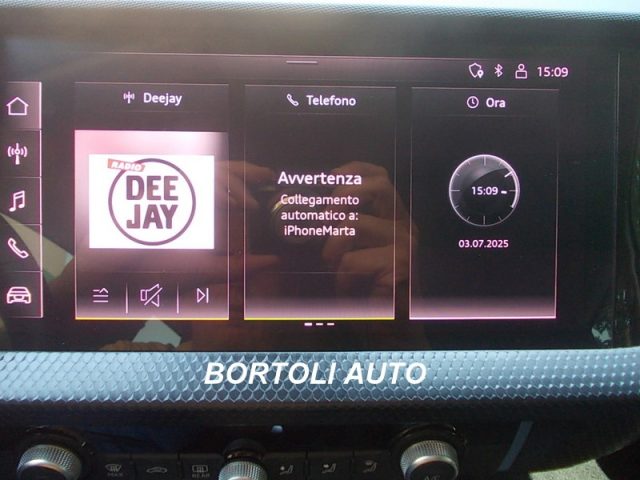 15:09
Deejay
Telefono
Ora
RADIO
DEE
JAY
Avvertenza
Collegamento
automatico a:
iPhoneMarta
15:09
03.07.2025
BORTOLI AUTO
REAR
A/C